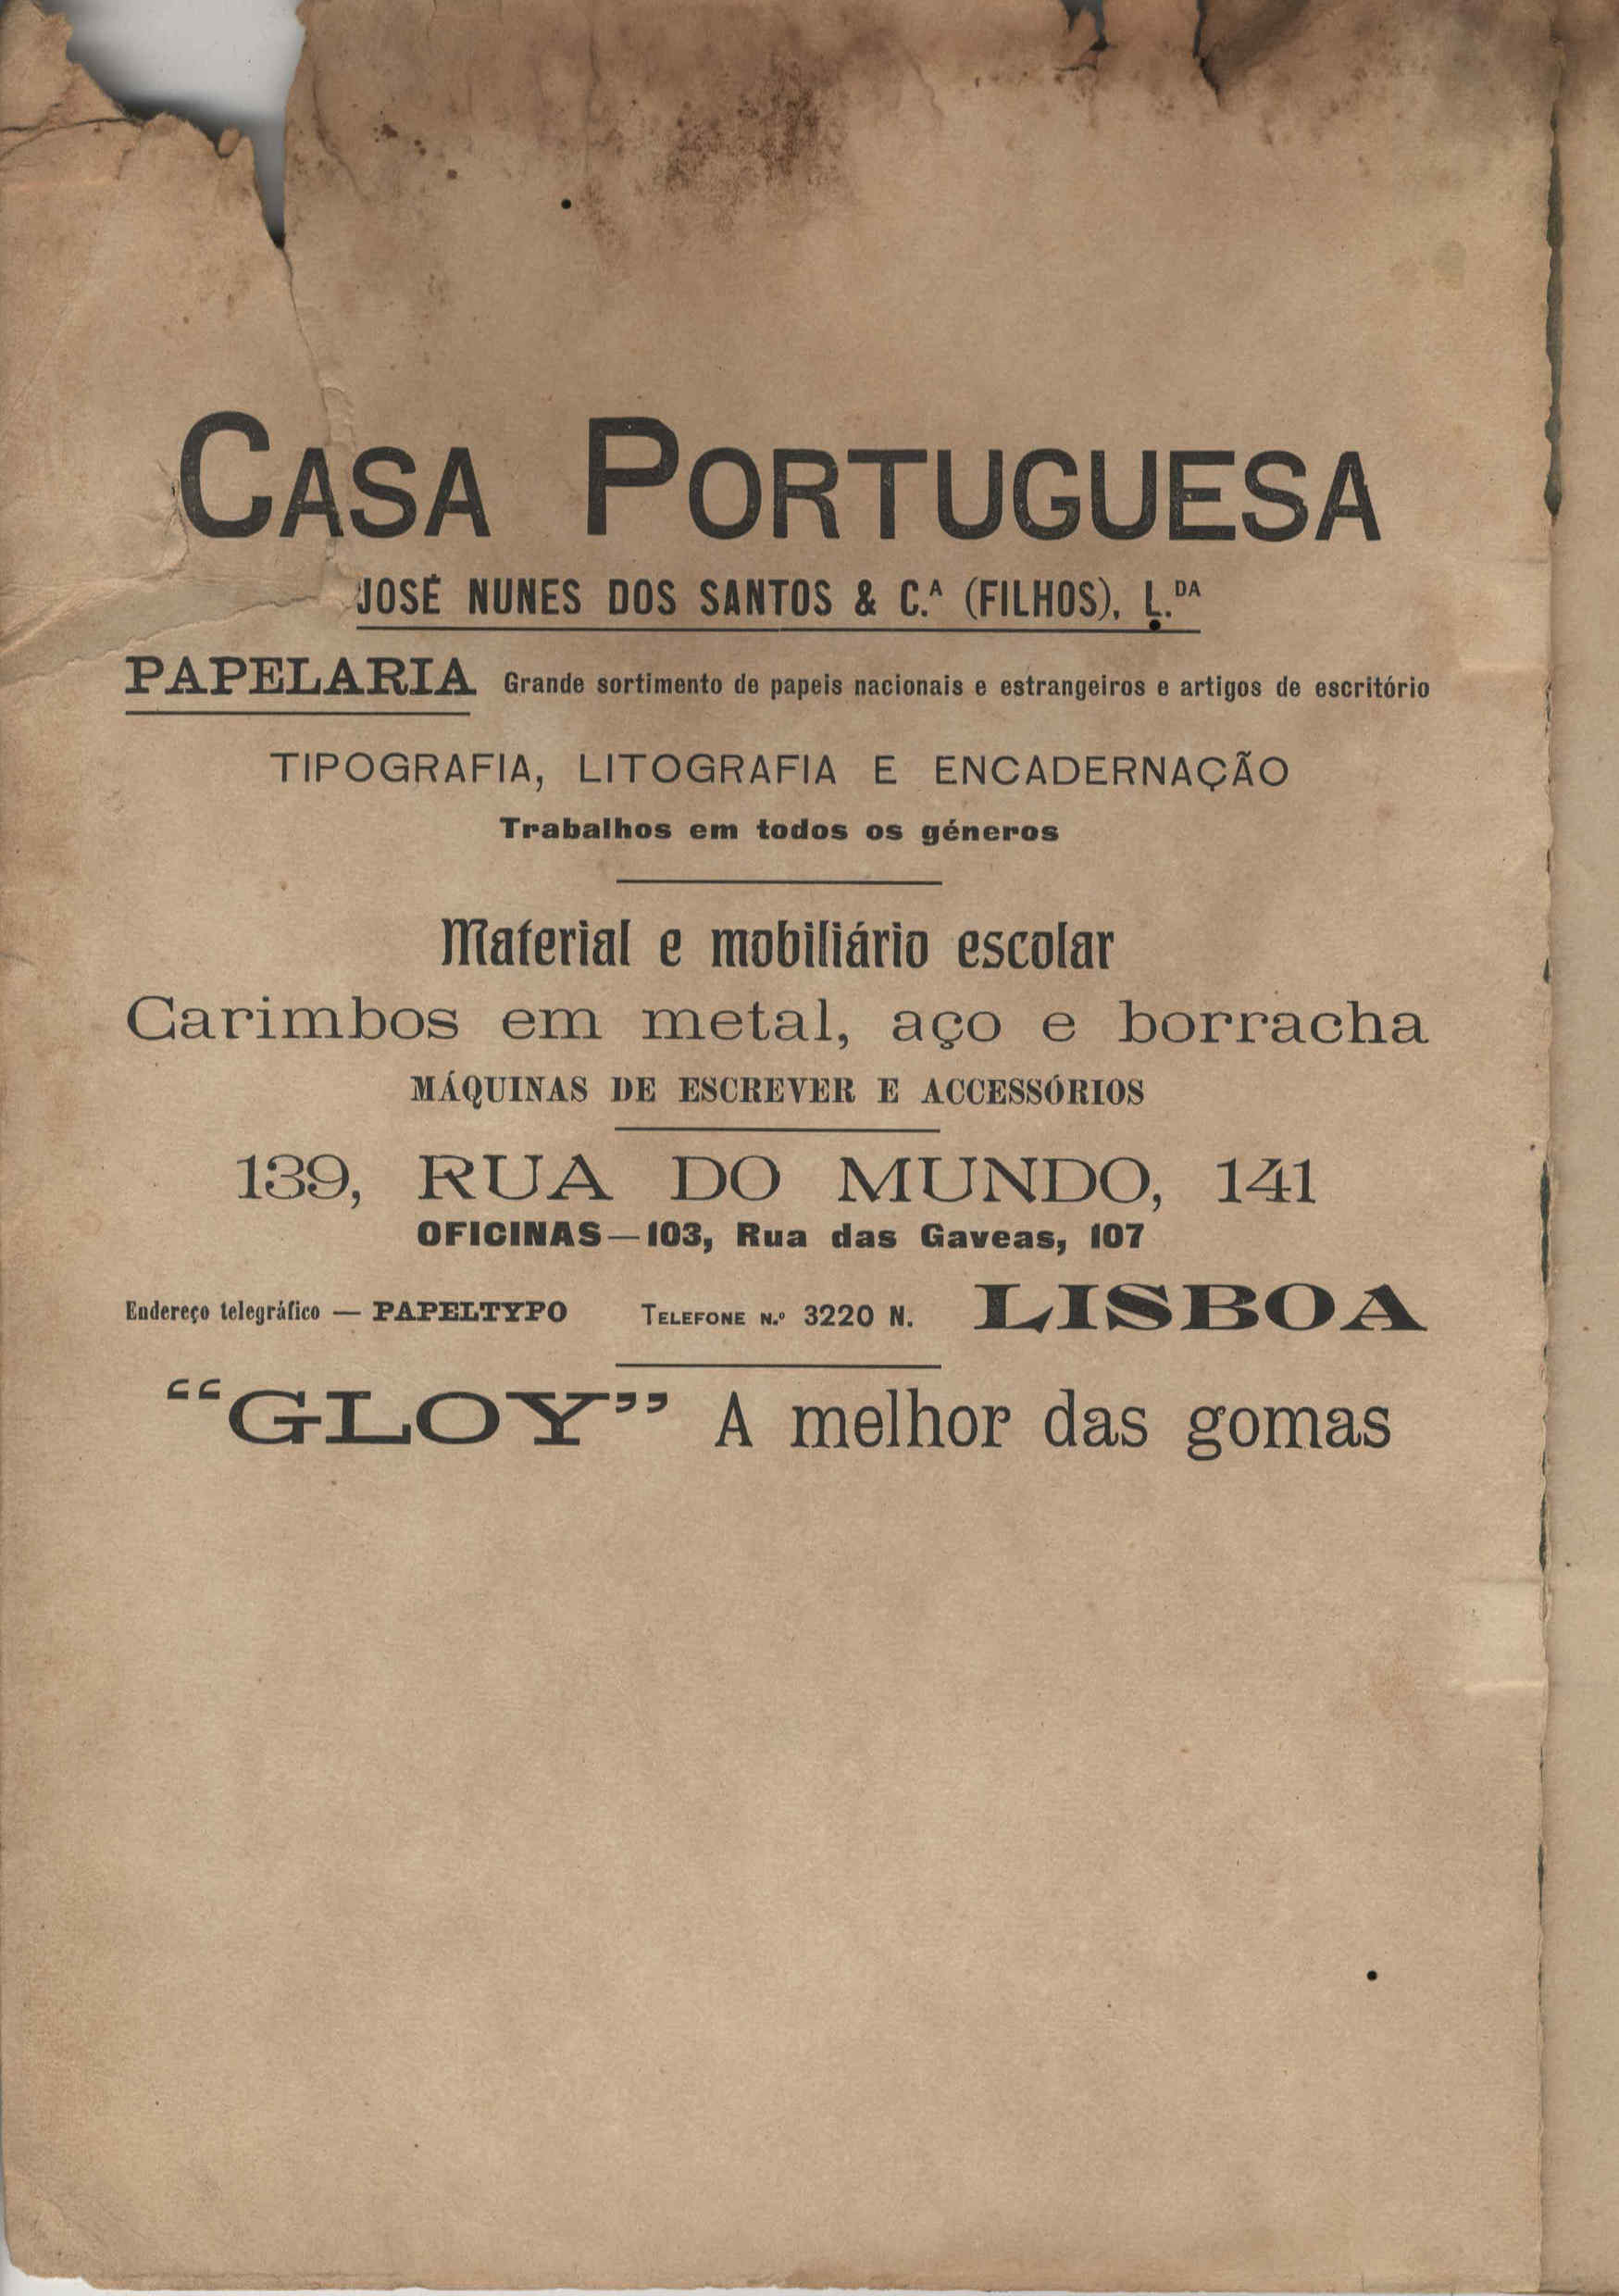 CASA PORTUGUESA
JOSÉ NUNES DOS SANTOS & C.ᴬ (FILHOS), L.ᴰᴬ
PAPELARIA Grande sortimento de papeis nacionais e estrangeiros e artigos de escritório
TIPOGRAFIA, LITOGRAFIA E ENCADERNAÇÃO
Trabalhos em todos os géneros
Material e mobiliário escolar
Carimbos em metal, aço e borracha
MÁQUINAS DE ESCREVER E ACCESSÓRIOS
139, RUA DO MUNDO, 141
OFICINAS—103, Rua das Gaveas, 107
Endereço telegráfico — PAPELTYPO TELEFONE N.º 3220 N. LISBOA
“GLOY” A melhor das gomas